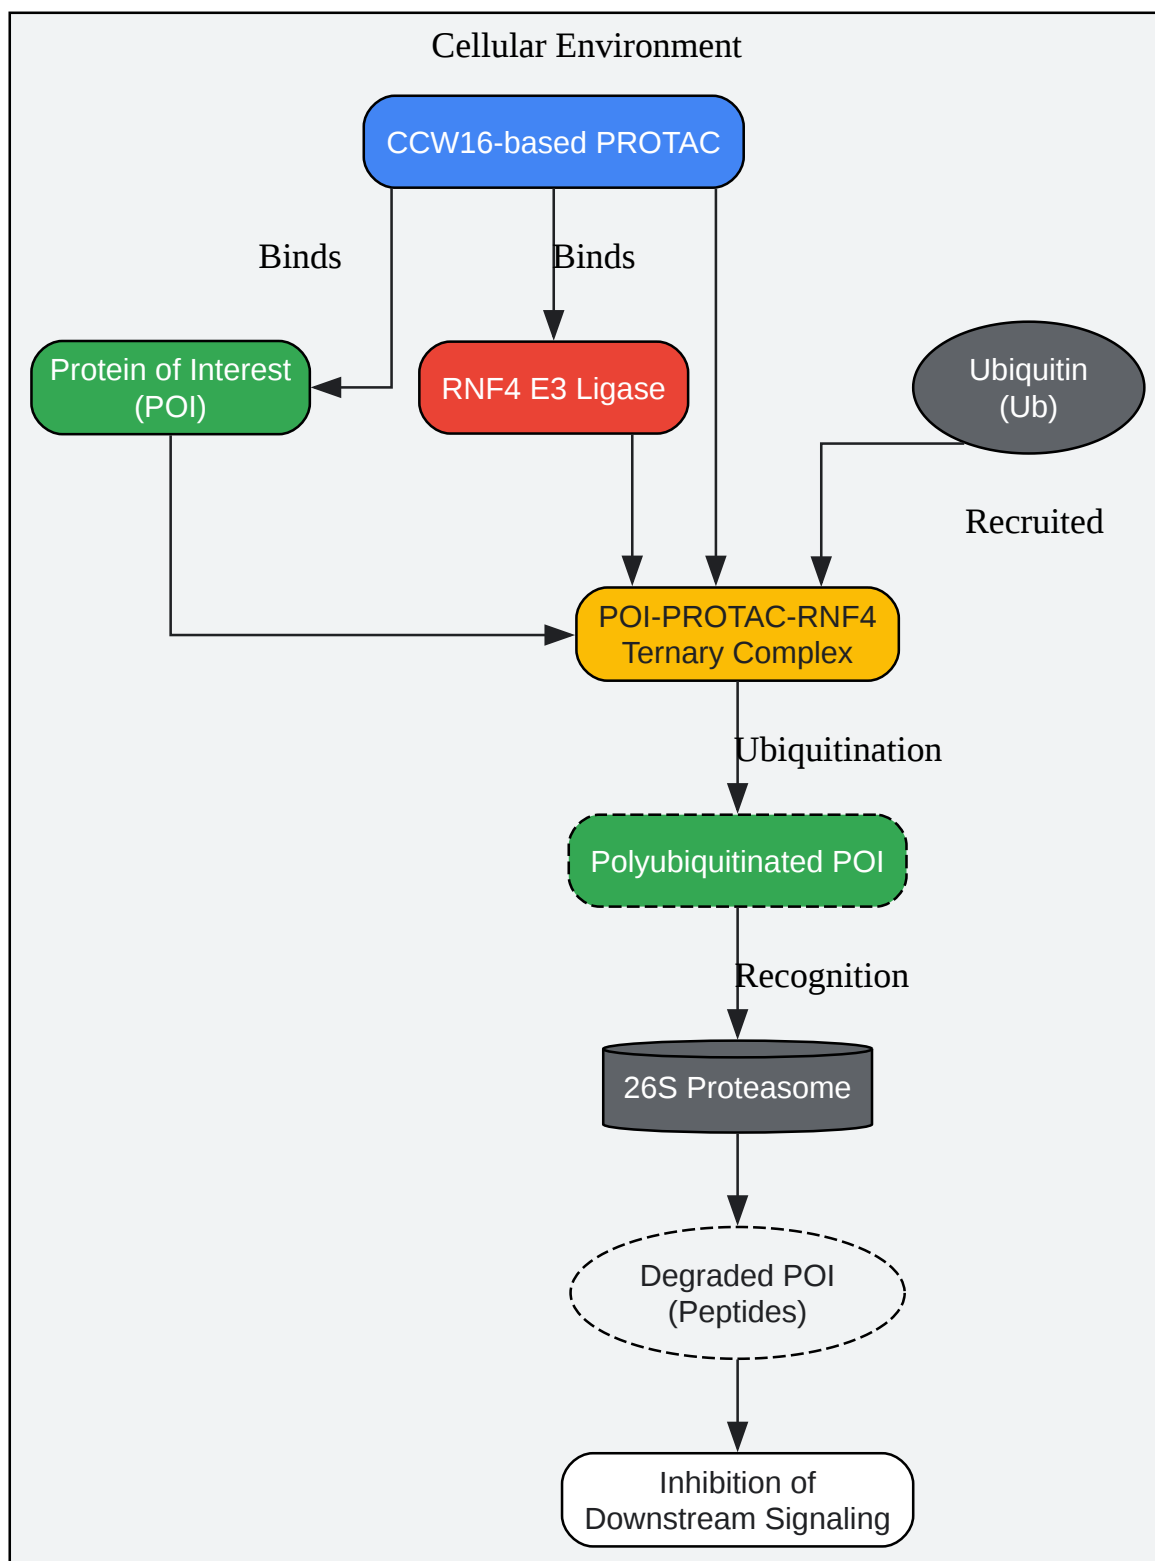 Cellular Environment
CCW16-based PROTAC
Binds
Binds
Protein of Interest
(POI)
RNF4 E3 Ligase
Ubiquitin
(Ub)
Recruited
POI-PROTAC-RNF4
Ternary Complex
Ubiquitination
Polyubiquitinated POI
Recognition
26S Proteasome
Degraded POI
(Peptides)
Inhibition of
Downstream Signaling